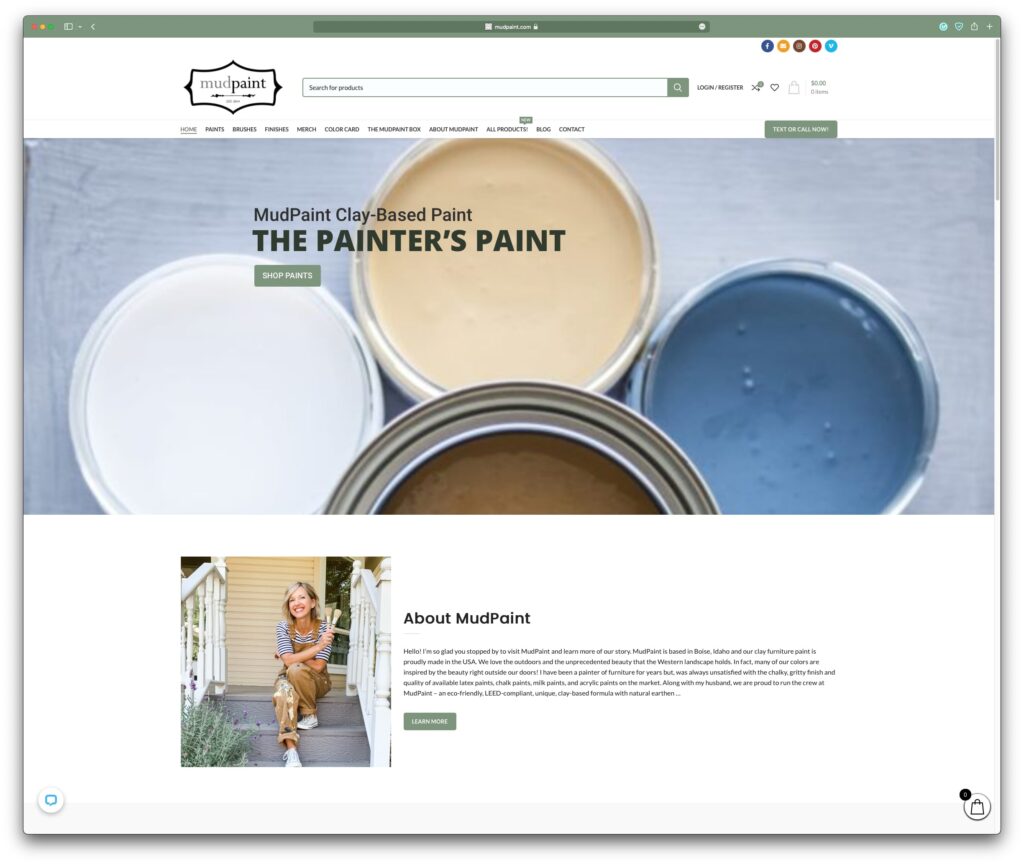 mudpaint.com
mudpaint
Search for products
LOGIN / REGISTER
0
$0.00
0 items
HOME PAINTS BRUSHES FINISHES MERCH COLOR CARD THE MUDPAINT BOX ABOUT MUDPAINT ALL PRODUCTS! BLOG CONTACT
NEW
TEXT OR CALL NOW!
MudPaint Clay-Based Paint
THE PAINTER'S PAINT
SHOP PAINTS
About MudPaint
Hello! I'm so glad you stopped by to visit MudPaint and learn more of our story. MudPaint is based in Boise, Idaho and our clay furniture paint is
proudly made in the USA. We love the outdoors and the unprecedented beauty that the Western landscape holds. In fact, many of our colors are
inspired by the beauty right outside our doors! I have been a painter of furniture for years but, was always unsatisfied with the chalky, gritty finish and
quality of available latex paints, chalk paints, milk paints, and acrylic paints on the market. Along with my husband, we are proud to run the crew at
MudPaint – an eco-friendly, LEED-compliant, unique, clay-based formula with natural earthen ...
LEARN MORE
0